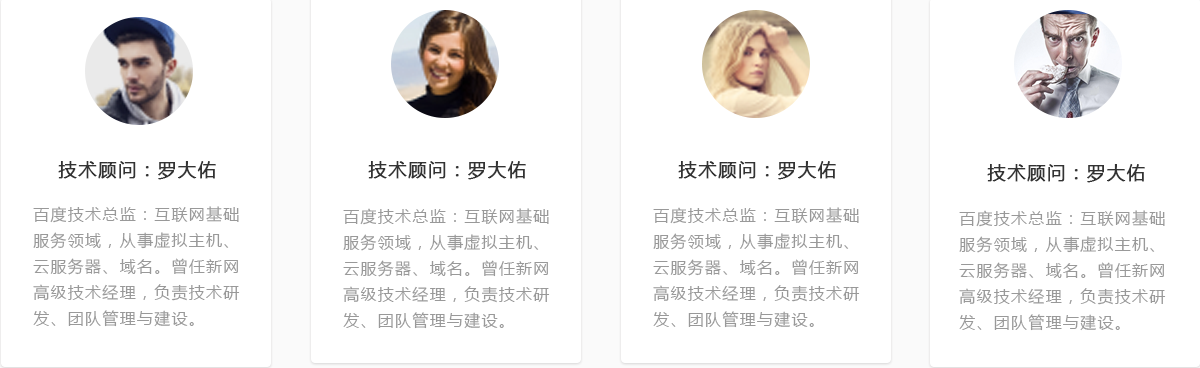 技术顾问：罗大佑
百度技术总监：互联网基础
服务领域，从事虚拟主机、
云服务器、域名。曾任新网
高级技术经理，负责技术研
发、团队管理与建设。
技术顾问：罗大佑
百度技术总监：互联网基础
服务领域，从事虚拟主机、
云服务器、域名。曾任新网
高级技术经理，负责技术研
发、团队管理与建设。
技术顾问：罗大佑
百度技术总监：互联网基础
服务领域，从事虚拟主机、
云服务器、域名。曾任新网
高级技术经理，负责技术研
发、团队管理与建设。
技术顾问：罗大佑
百度技术总监：互联网基础
服务领域，从事虚拟主机、
云服务器、域名。曾任新网
高级技术经理，负责技术研
发、团队管理与建设。